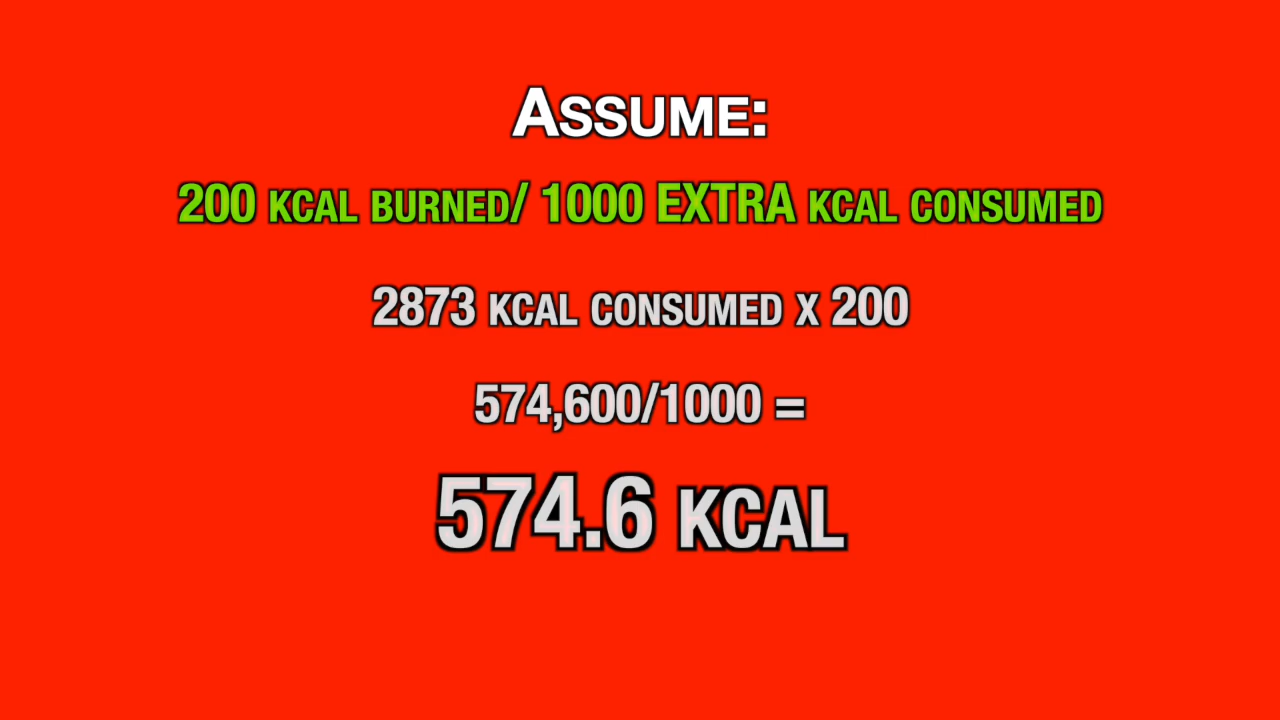 Assume:
200 kcal burned/ 1000 EXTRA kcal consumed
2873 kcal consumed x 200
574,600/1000 =
574.6 kcal